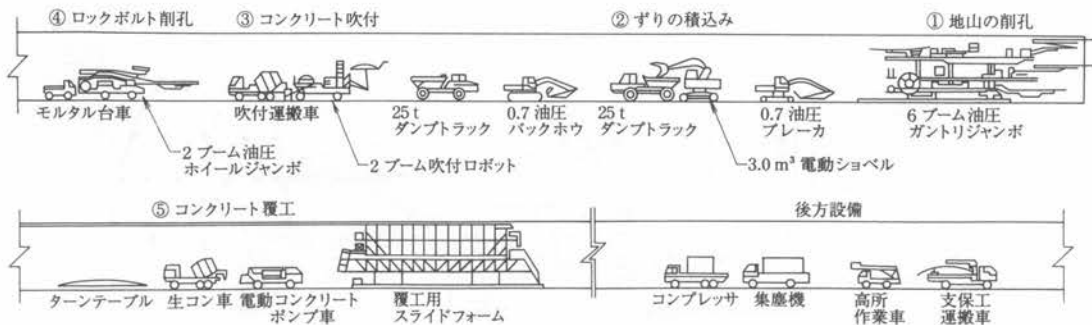 ④ ロックボルト削孔
③ コンクリート吹付
② ずりの積込み
① 地山の削孔
モルタル台車
吹付運搬車
25t
ダンプトラック
0.7 油圧
バックホウ
25t
ダンプトラック
0.7 油圧
ブレーカ
6 ブーム油圧
ガントリジャンボ
2 ブーム油圧
ホイールジャンボ
2 ブーム吹付ロボット
3.0 m³ 電動ショベル
⑤ コンクリート覆工
後方設備
ターンテーブル
生コン車
電動コンクリート
ポンプ車
覆工用
スライドフォーム
コンプレッサ
集塵機
高所
作業車
支保工
運搬車